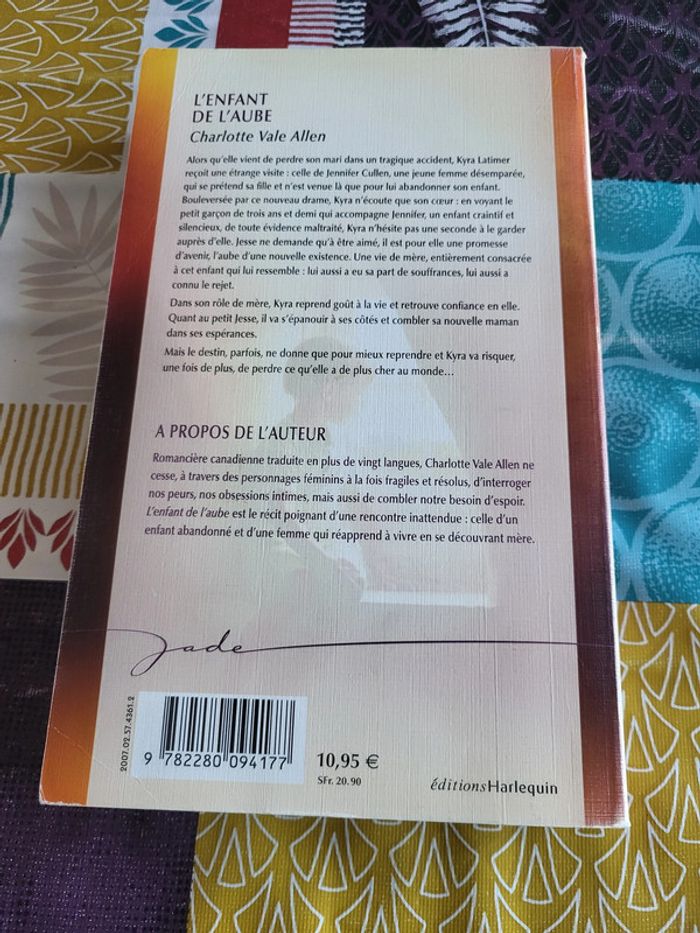 L'ENFANT
DE L'AUBE
Charlotte Vale Allen
Alors qu'elle vient de perdre son mari dans un tragique accident, Kyra Latimer
reçoit une étrange visite : celle de Jennifer Cullen, une jeune femme désemparée,
qui se prétend sa fille et n'est venue là que pour lui abandonner son enfant.
Bouleversée par ce nouveau drame, Kyra n'écoute que son cœur : en voyant le
petit garçon de trois ans et demi qui accompagne Jennifer, un enfant craintif et
silencieux, de toute évidence maltraité, Kyra n'hésite pas une seconde à le garder
auprès d'elle. Jesse ne demande qu'à être aimé, il est pour elle une promesse
d'avenir, l'aube d'une nouvelle existence. Une vie de mère, entièrement consacrée
à cet enfant qui lui ressemble : lui aussi a eu sa part de souffrances, lui aussi a
connu le rejet.
Dans son rôle de mère, Kyra reprend goût à la vie et retrouve confiance en elle.
Quant au petit Jesse, il va s'épanouir à ses côtés et combler sa nouvelle maman
dans ses espérances.
Mais le destin, parfois, ne donne que pour mieux reprendre et Kyra va risquer,
une fois de plus, de perdre ce qu'elle a de plus cher au monde...
A PROPOS DE L'AUTEUR
Romancière canadienne traduite en plus de vingt langues, Charlotte Vale Allen ne
cesse, à travers des personnages féminins à la fois fragiles et résolus, d'interroger
nos peurs, nos obsessions intimes, mais aussi de combler notre besoin d'espoir.
L'enfant de l'aube est le récit poignant d'une rencontre inattendue : celle d'un
enfant abandonné et d'une femme qui réapprend à vivre en se découvrant mère.
Jade
2007.02.57.4361.2
9 782280 094177
10,95 €
SFr. 20.90
éditionsHarlequin